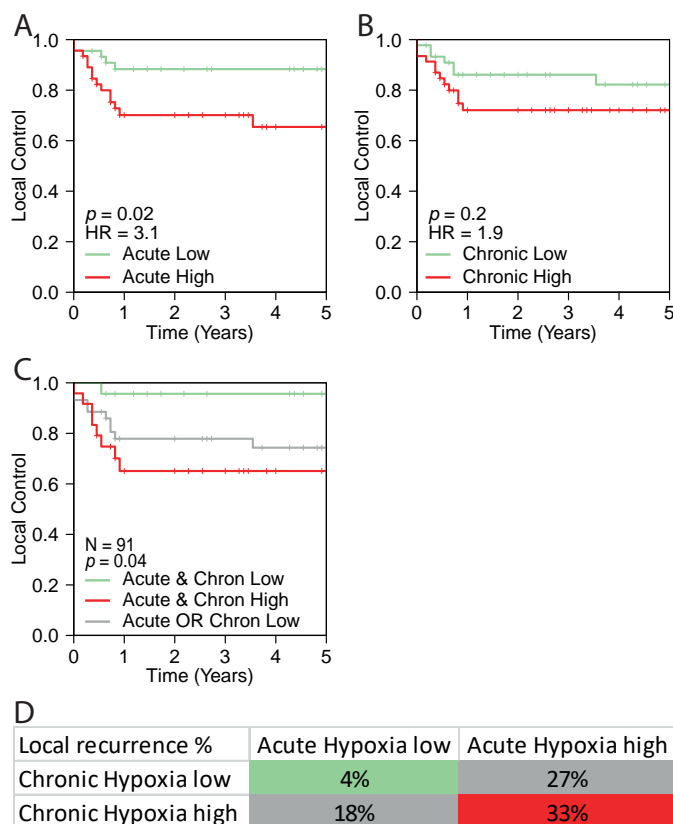 A
1.0
0.8
0.6
0.4
0.2
0.0
Local Control
p = 0.02
HR = 3.1
Acute Low
Acute High
0 1 2 3 4 5
Time (Years)
B
1.0
0.8
0.6
0.4
0.2
0.0
Local Control
p = 0.2
HR = 1.9
Chronic Low
Chronic High
0 1 2 3 4 5
Time (Years)
C
1.0
0.8
0.6
0.4
0.2
0.0
Local Control
N = 91
p = 0.04
Acute & Chron Low
Acute & Chron High
Acute OR Chron Low
0 1 2 3 4 5
Time (Years)
D
Local recurrence % Acute Hypoxia low Acute Hypoxia high
Chronic Hypoxia low 4% 27%
Chronic Hypoxia high 18% 33%